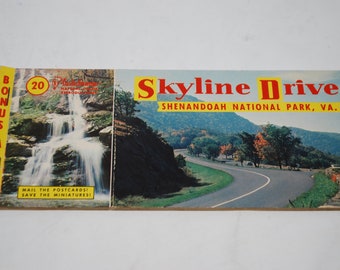 BONUS
20
Skyline Drive
SHENANDOAH NATIONAL PARK, VA.
MAIL THE POSTCARDS!
SAVE THE MINIATURES!